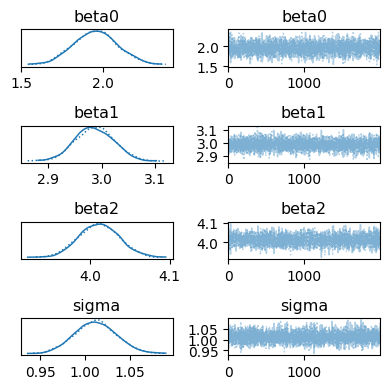 beta0 beta0
2.0
1.5
1.5 2.0 0 1000
beta1 beta1
3.1
3.0
2.9
2.9 3.0 3.1 0 1000
beta2 beta2
4.1
4.0
4.0 4.1 0 1000
sigma sigma
1.05
1.00
0.95
0.95 1.00 1.05 0 1000